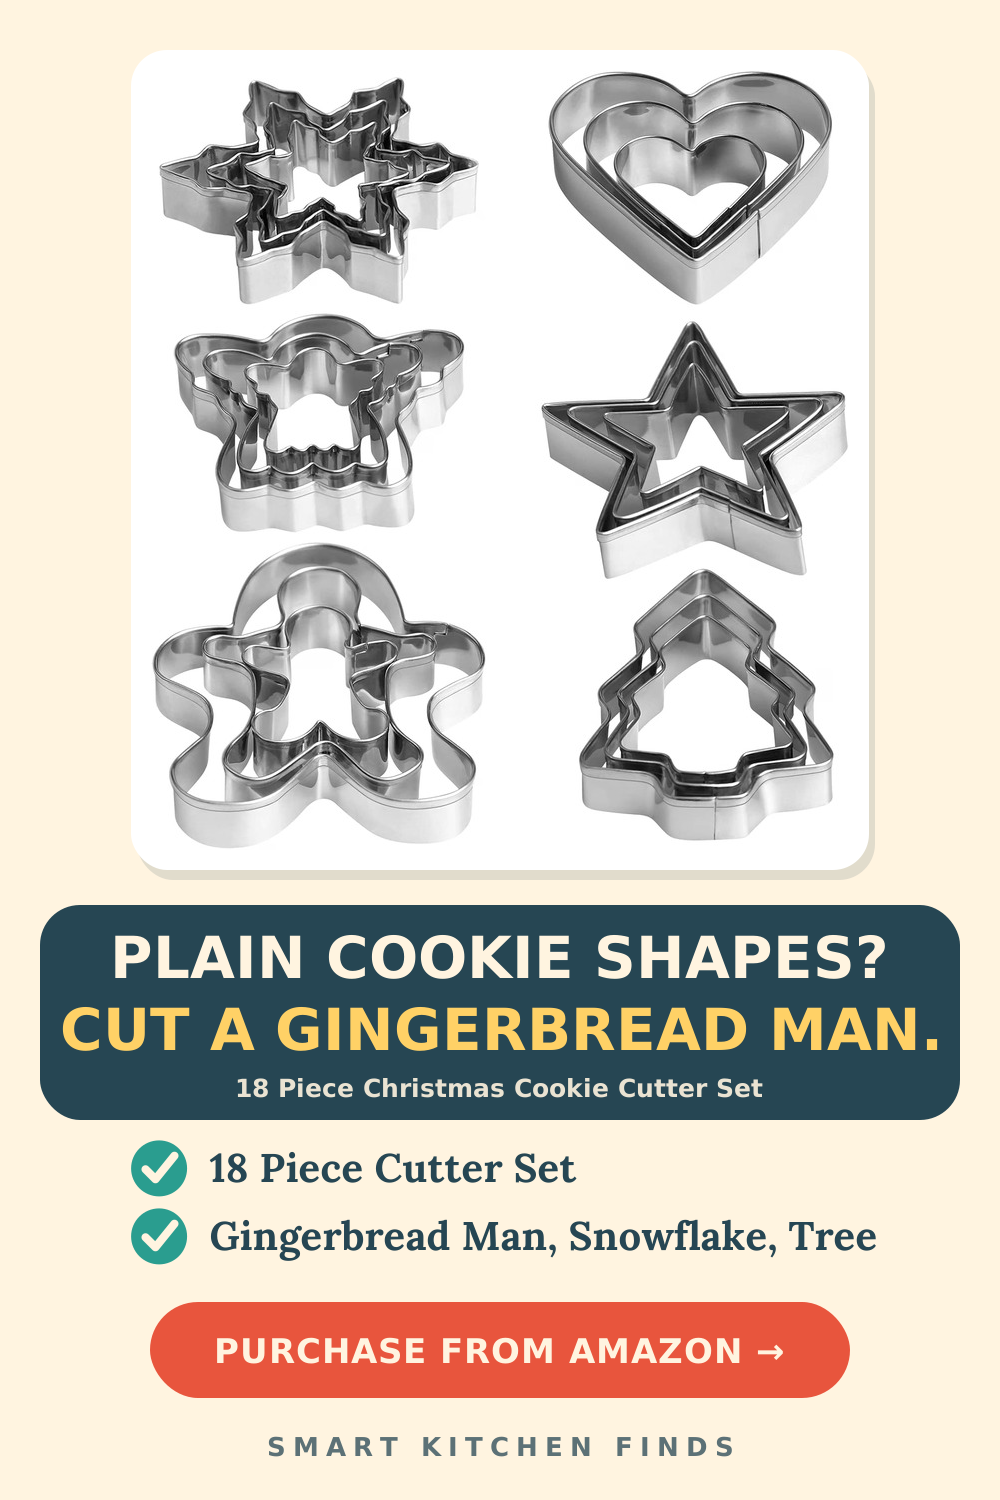 PLAIN COOKIE SHAPES?
CUT A GINGERBREAD MAN.
18 Piece Christmas Cookie Cutter Set
18 Piece Cutter Set
Gingerbread Man, Snowflake, Tree
PURCHASE FROM AMAZON →
SMART KITCHEN FINDS